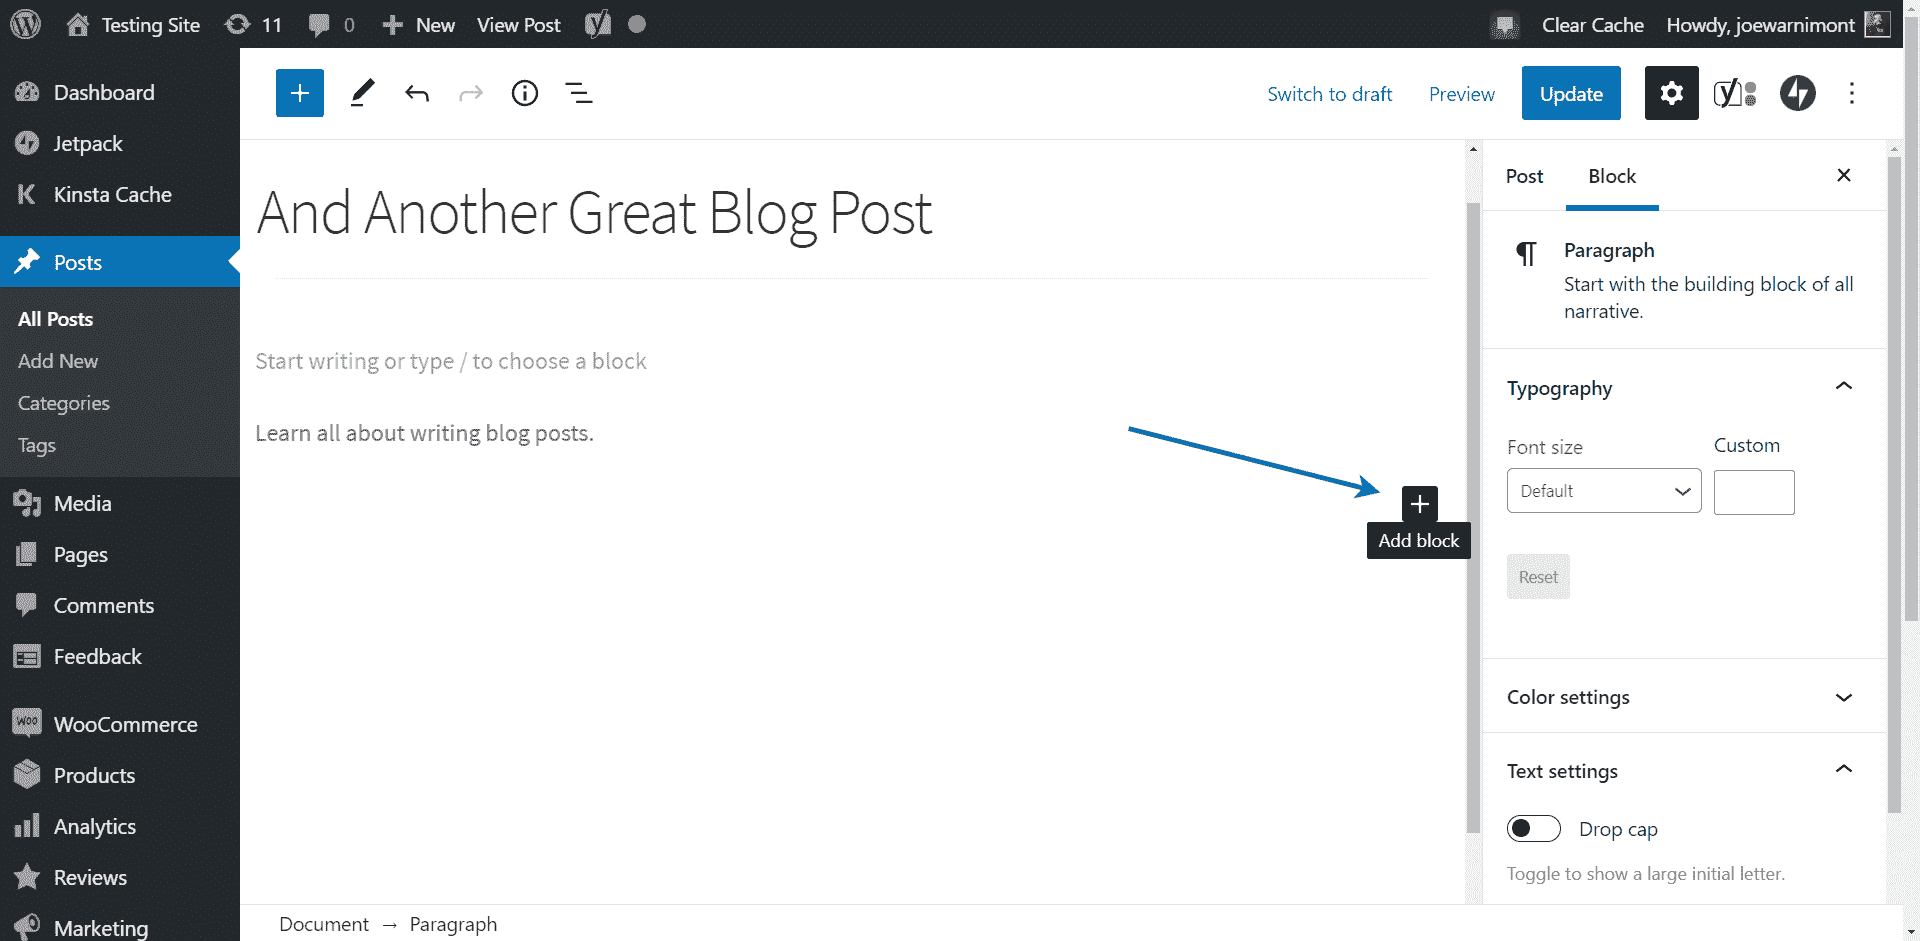 Testing Site 11 0 New View Post Clear Cache Howdy, joewarnimont
Dashboard
Jetpack
Kinsta Cache
Posts
All Posts
Add New
Categories
Tags
Media
Pages
Comments
Feedback
WooCommerce
Products
Analytics
Reviews
Marketing
Switch to draft Preview Update
And Another Great Blog Post
Start writing or type / to choose a block
Learn all about writing blog posts.
Add block
Document → Paragraph
Post Block
Paragraph
Start with the building block of all
narrative.
Typography
Font size Custom
Default
Reset
Color settings
Text settings
Drop cap
Toggle to show a large initial letter.